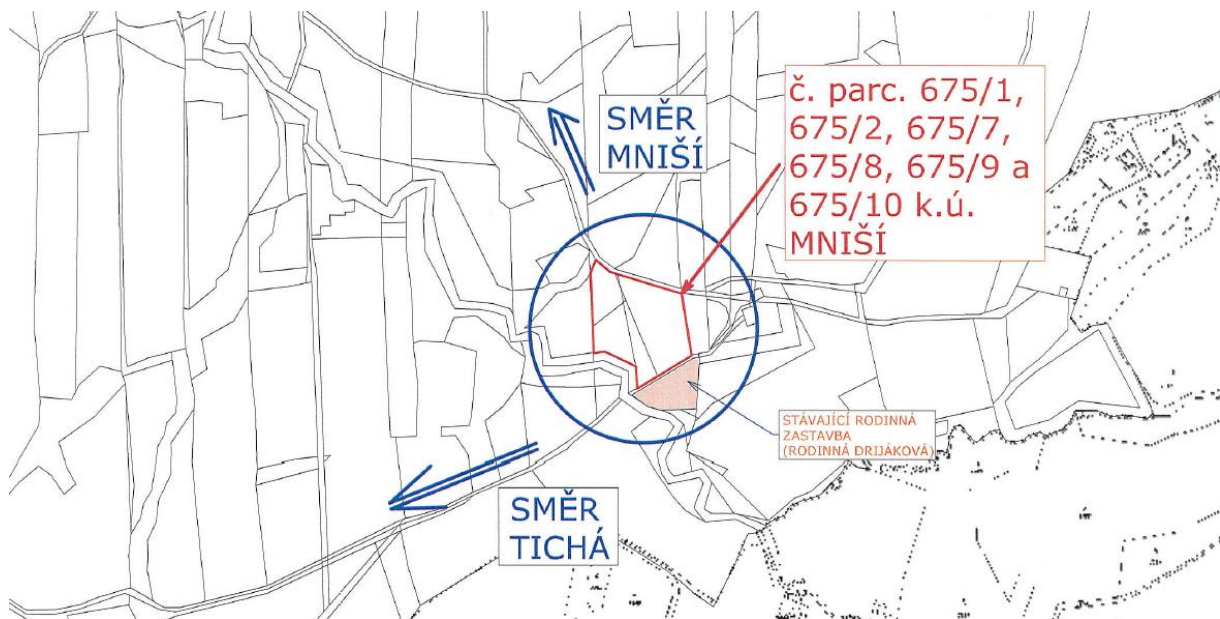 SMĚR
MNIŠÍ
č. parc. 675/1,
675/2, 675/7,
675/8, 675/9 a
675/10 k.ú.
MNIŠÍ
STÁVAJÍCÍ RODINNÁ
ZASTAVBA
(RODINNÁ DRIJÁKOVÁ)
SMĚR
TICHÁ